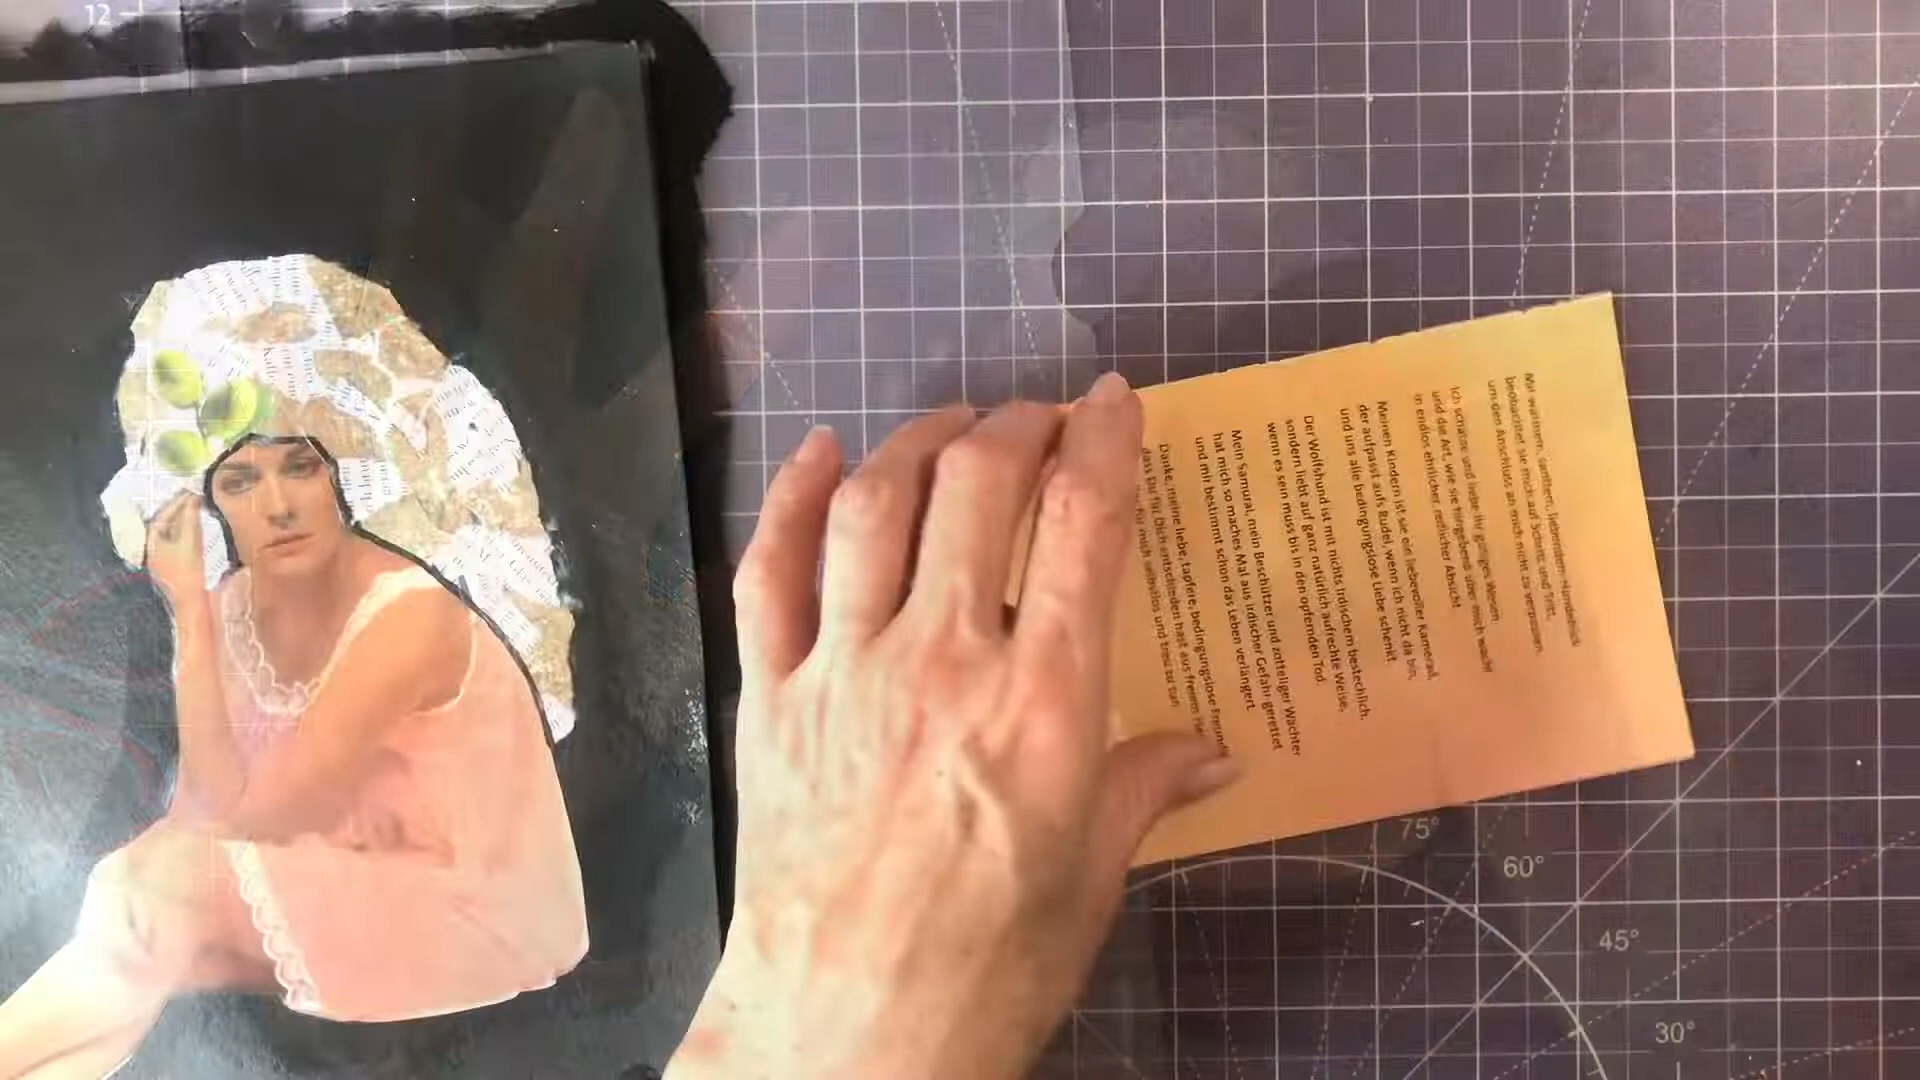 12
Mit warmem, sanftem, liebendem Hundeblick
beobachtet sie mich auf Schritt und Tritt,
um den Anschluss an mich nicht zu verpassen.
Ich schätze und liebe ihr gütiges Wesen
und die Art, wie sie hingebend über mich wacht
in endlos ehrlicher, redlicher Absicht.
Meinen Kindern ist sie ein liebevoller Kamerad,
der aufpasst aufs Rudel, wenn ich nicht da bin,
und uns alle bedingungslose Liebe schenkt.
Der Wolfshund ist mit nichts Irdischem bestechlich,
sondern liebt auf ganz natürlich aufrechte Weise,
wenn es sein muss bis in den opfernden Tod.
Mein Samurai, mein Beschützer und zotteliger Wächter
hat mich so maches Mal aus irdischer Gefahr gerettet
und mir bestimmt schon das Leben verlängert.
Danke, meine liebe, tapfere, bedingungslose
dass Du für Dich entschieden hast aus freiem
für mich selbstlos und treu zu sein
75°
60°
45°
30°